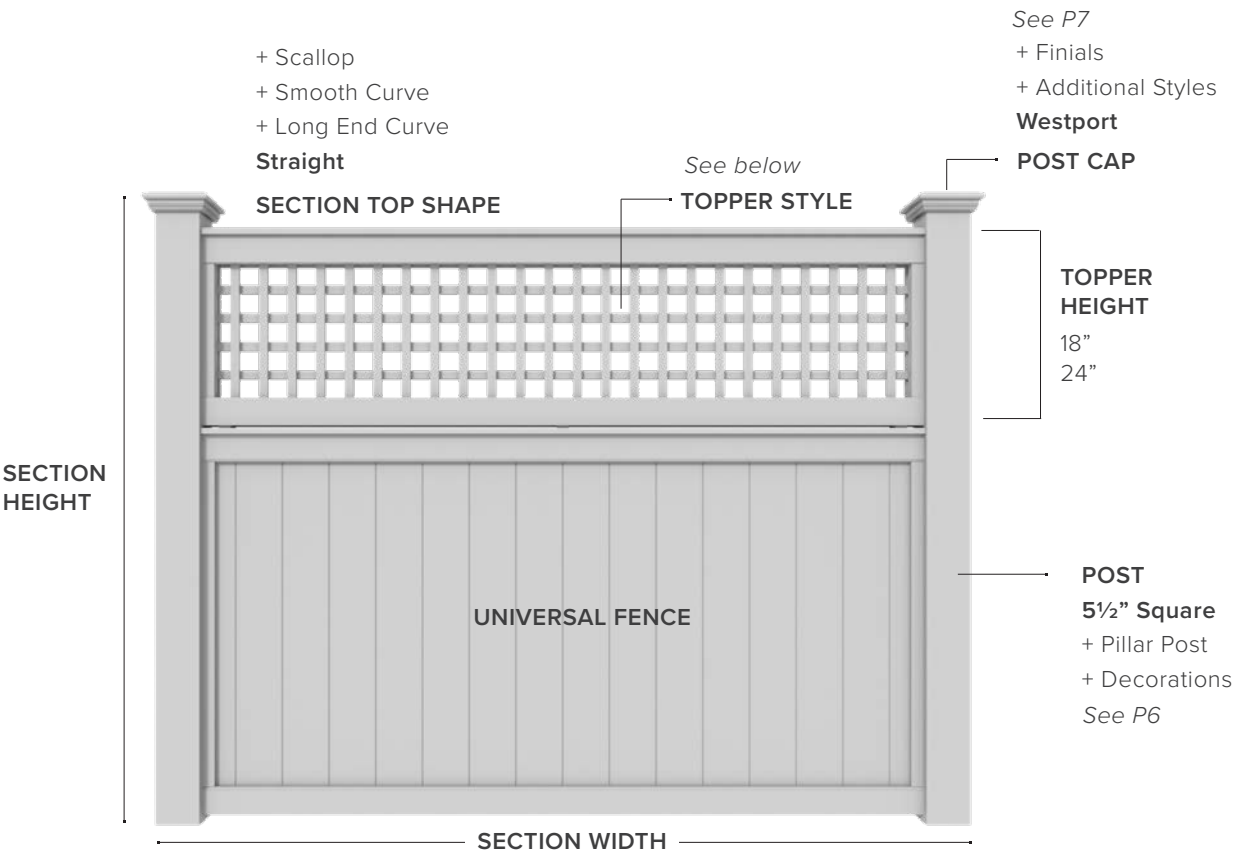 See P7
+ Finials
+ Additional Styles
Westport
POST CAP
+ Scallop
+ Smooth Curve
+ Long End Curve
Straight
SECTION TOP SHAPE
See below
TOPPER STYLE
TOPPER
HEIGHT
18”
24”
SECTION
HEIGHT
UNIVERSAL FENCE
POST
5½” Square
+ Pillar Post
+ Decorations
See P6
SECTION WIDTH